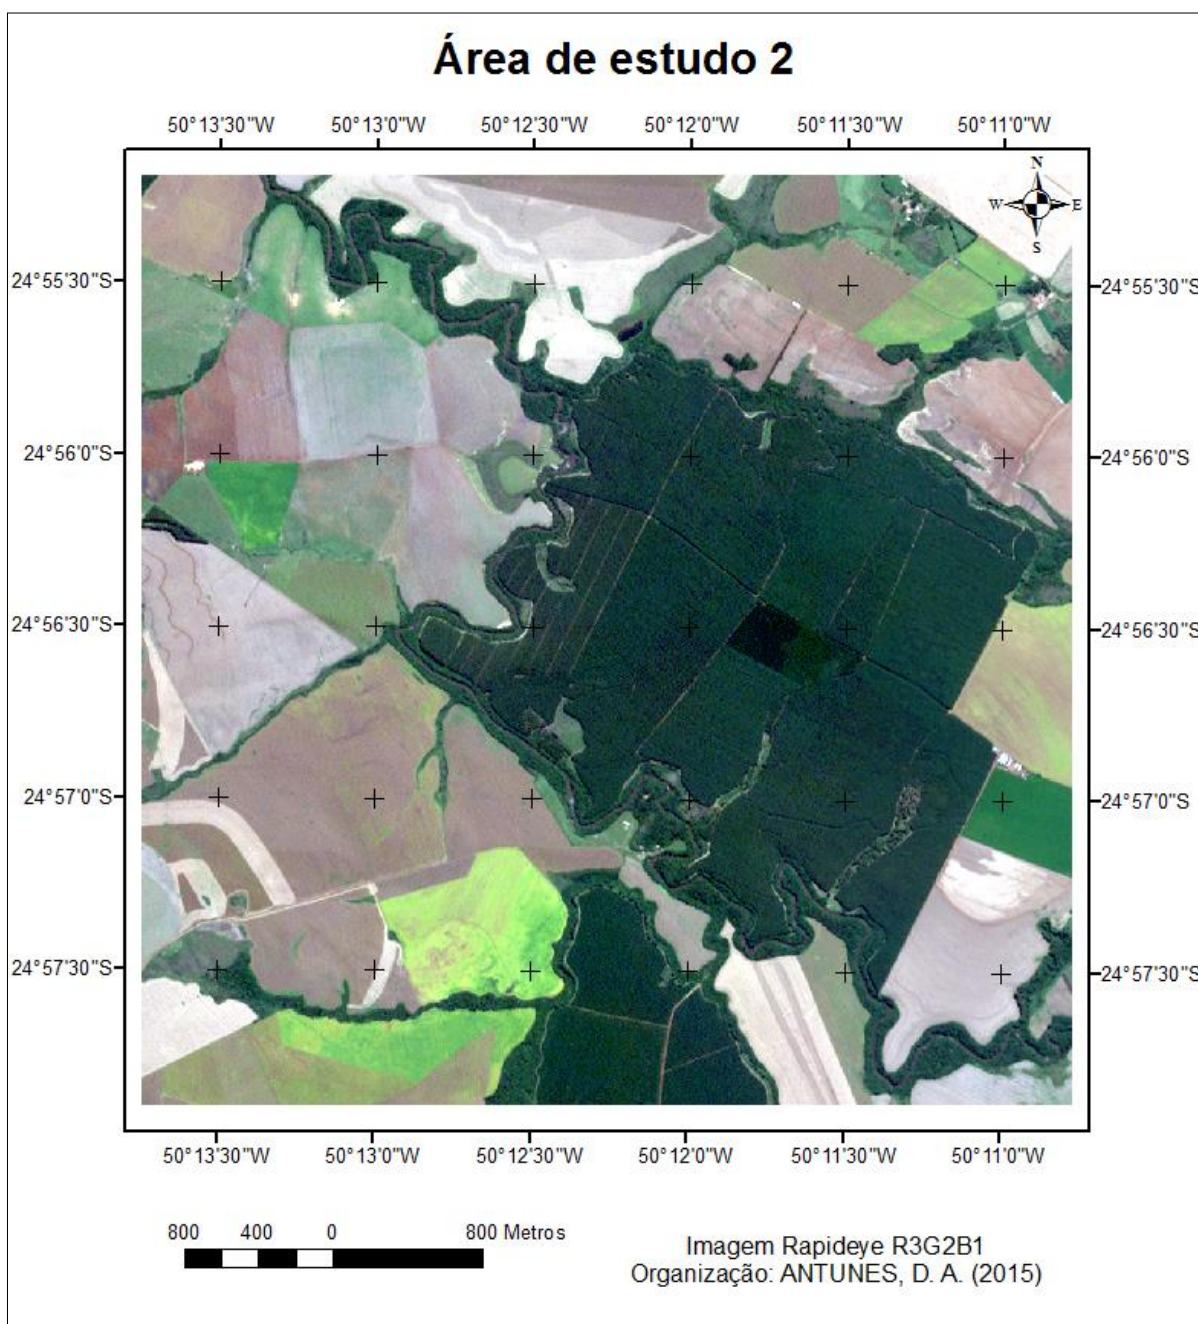 Área de estudo 2
50°13'30"W 50°13'0"W 50°12'30"W 50°12'0"W 50°11'30"W 50°11'0"W
N
W E
S
24°55'30"S 24°55'30"S
24°56'0"S 24°56'0"S
24°56'30"S 24°56'30"S
24°57'0"S 24°57'0"S
24°57'30"S 24°57'30"S
50°13'30"W 50°13'0"W 50°12'30"W 50°12'0"W 50°11'30"W 50°11'0"W
800 400 0 800 Metros
Imagem Rapideye R3G2B1
Organização: ANTUNES, D. A. (2015)